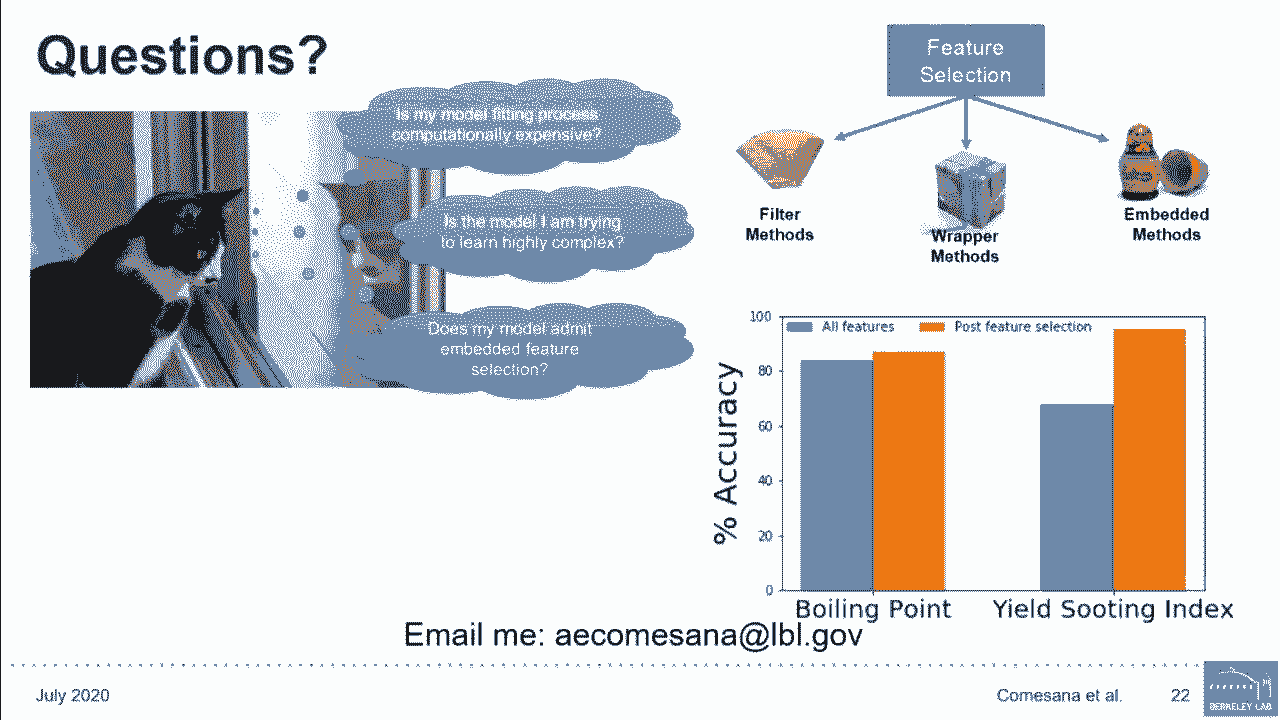 Questions?
Is my model fitting process
computationally expensive?
Is the model I am trying
to learn highly complex?
Does my model admit
embedded feature
selection?
Feature
Selection
Filter
Methods
Wrapper
Methods
Embedded
Methods
100
80
60
40
20
0
% Accuracy
All features
Post feature selection
Boiling Point
Yield Sooting Index
Email me: aecomesana@lbl.gov
July 2020
Comesana et al.
22
BERKELEY LAB